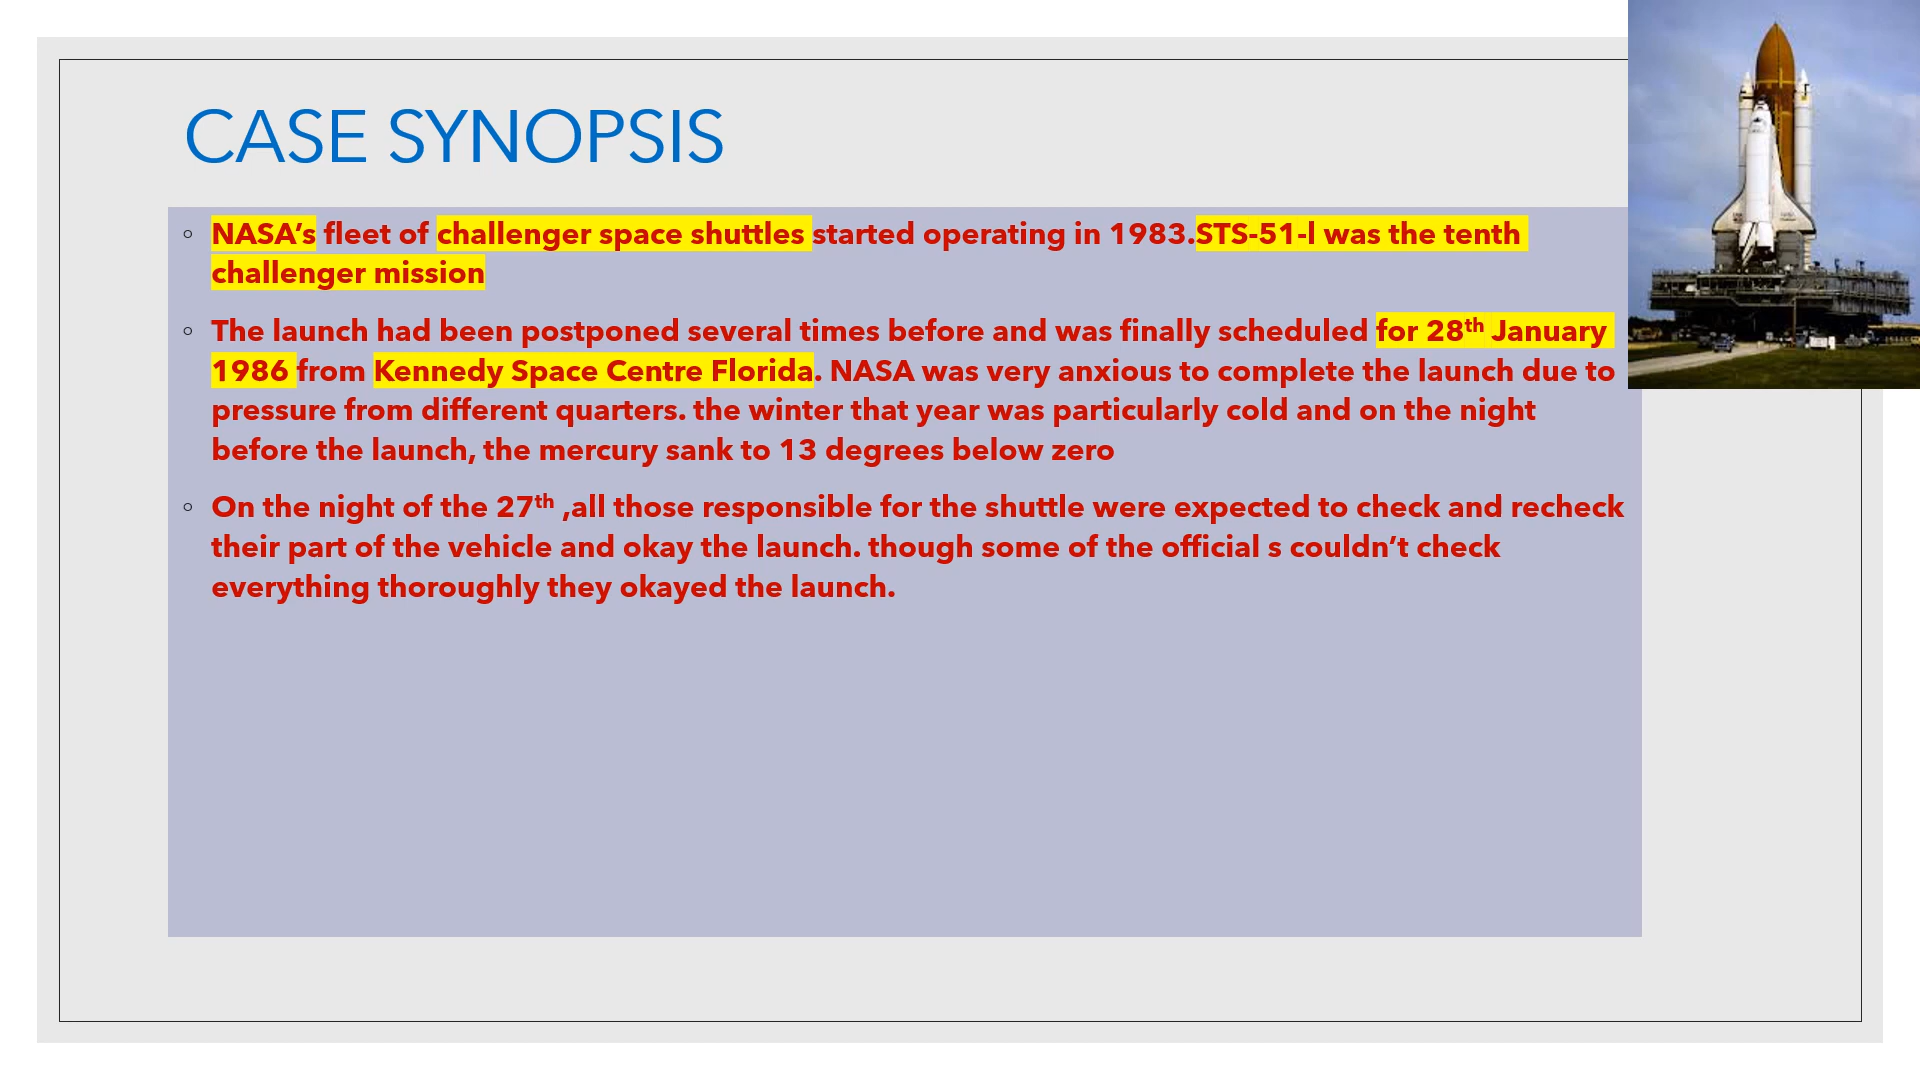 CASE SYNOPSIS
◦ NASA’s fleet of challenger space shuttles started operating in 1983.STS-51-l was the tenth
challenger mission
◦ The launch had been postponed several times before and was finally scheduled for 28th January
1986 from Kennedy Space Centre Florida. NASA was very anxious to complete the launch due to
pressure from different quarters. the winter that year was particularly cold and on the night
before the launch, the mercury sank to 13 degrees below zero
◦ On the night of the 27th ,all those responsible for the shuttle were expected to check and recheck
their part of the vehicle and okay the launch. though some of the official s couldn’t check
everything thoroughly they okayed the launch.